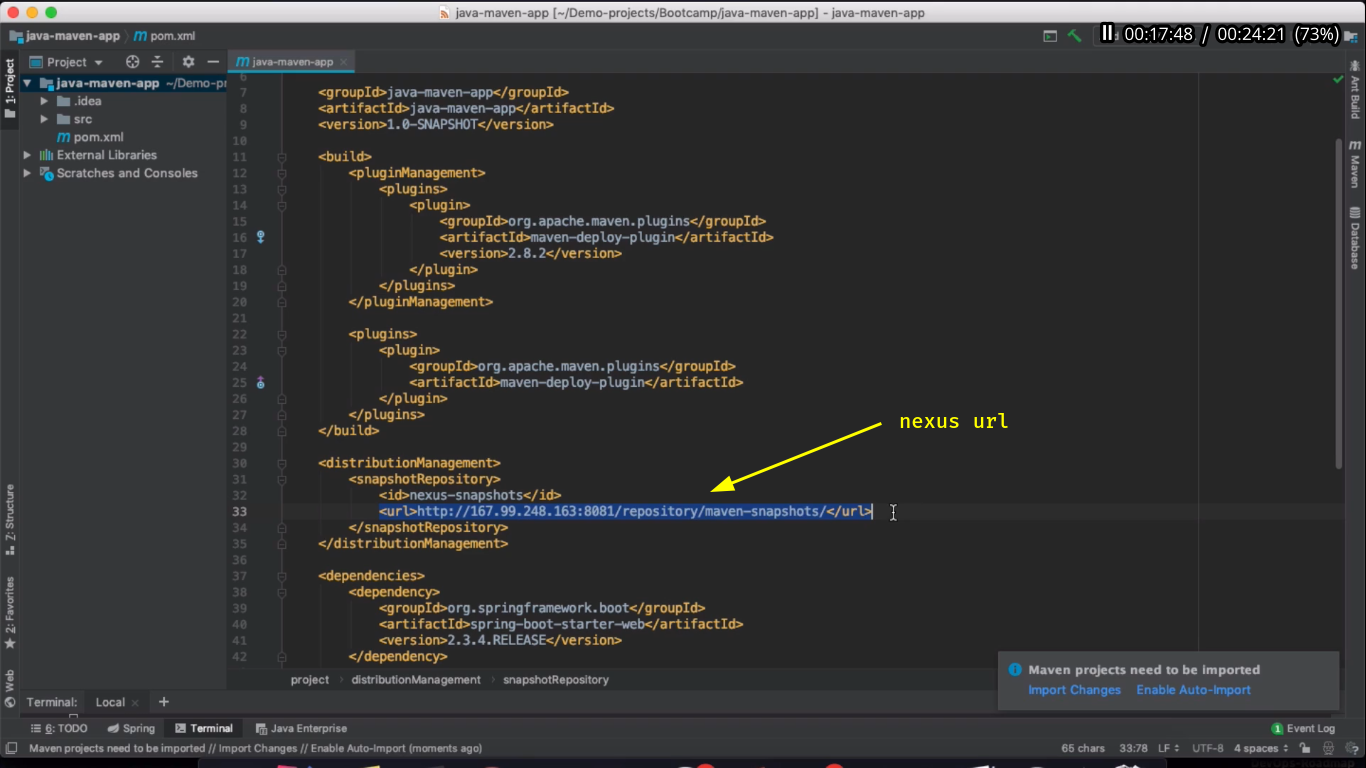 java-maven-app [~/Demo-projects/Bootcamp/java-maven-app] - java-maven-app
java-maven-app
pom.xml
00:17:48 / 00:24:21 (73%)
Project
java-maven-app
1: Project
java-maven-app ~/Demo-pr
.idea
src
pom.xml
External Libraries
Scratches and Consoles
6
7 <groupId>java-maven-app</groupId>
8 <artifactId>java-maven-app</artifactId>
9 <version>1.0-SNAPSHOT</version>
10
11 <build>
12 <pluginManagement>
13 <plugins>
14 <plugin>
15 <groupId>org.apache.maven.plugins</groupId>
16 <artifactId>maven-deploy-plugin</artifactId>
17 <version>2.8.2</version>
18 </plugin>
19 </plugins>
20 </pluginManagement>
21
22 <plugins>
23 <plugin>
24 <groupId>org.apache.maven.plugins</groupId>
25 <artifactId>maven-deploy-plugin</artifactId>
26 </plugin>
27 </plugins>
28 </build>
nexus url
29
30 <distributionManagement>
31 <snapshotRepository>
32 <id>nexus-snapshots</id>
33 <url>http://167.99.248.163:8081/repository/maven-snapshots/</url>
34 </snapshotRepository>
35 </distributionManagement>
36
37 <dependencies>
38 <dependency>
39 <groupId>org.springframework.boot</groupId>
40 <artifactId>spring-boot-starter-web</artifactId>
41 <version>2.3.4.RELEASE</version>
42 </dependency>
Ant Build
Maven
Database
Z: Structure
2: Favorites
Web
project › distributionManagement › snapshotRepository
Maven projects need to be imported
Import Changes Enable Auto-Import
Terminal: Local × +
6: TODO Spring Terminal Java Enterprise
1 Event Log
Maven projects need to be imported // Import Changes // Enable Auto-Import (moments ago)
65 chars 33:78 LF UTF-8 4 spaces